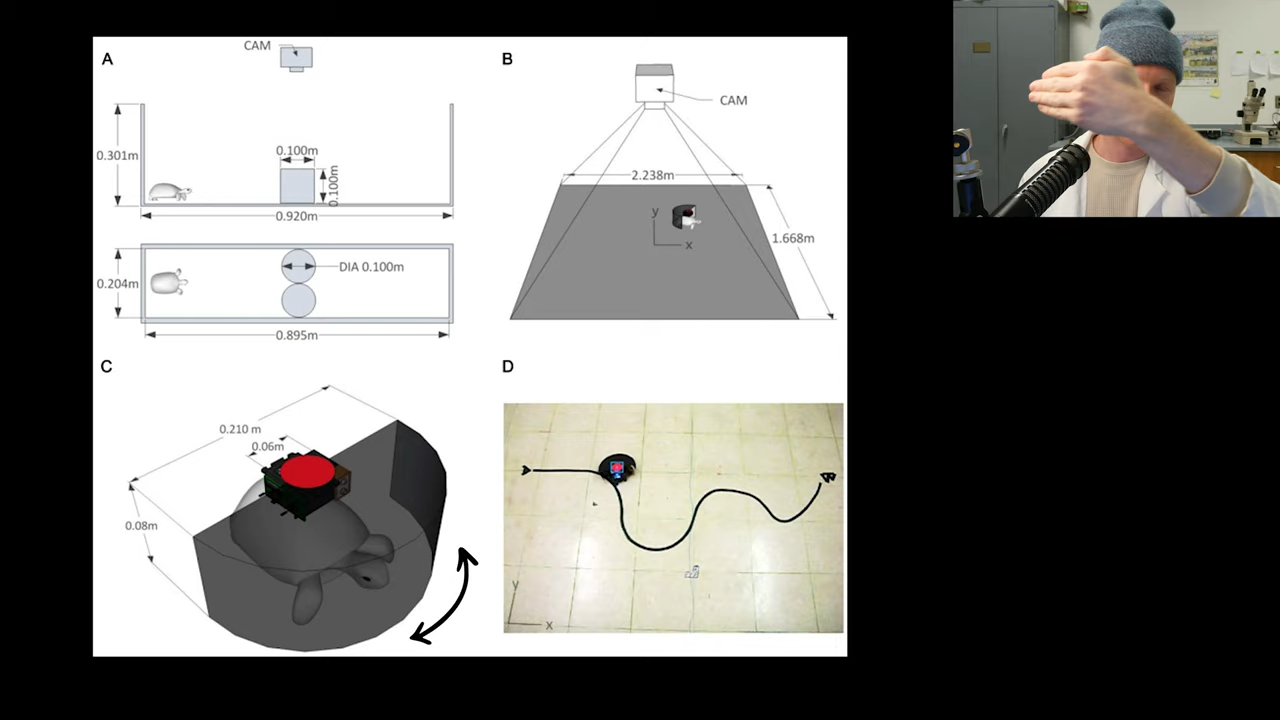 A
CAM
0.301m
0.100m
0.100m
0.920m
0.204m
DIA 0.100m
0.895m
B
CAM
2.238m
y
x
1.668m
C
0.210 m
0.06m
0.08m
D
y
x